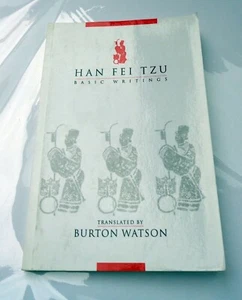 HAN FEI TZU
BASIC WRITINGS
TRANSLATED BY
BURTON WATSON